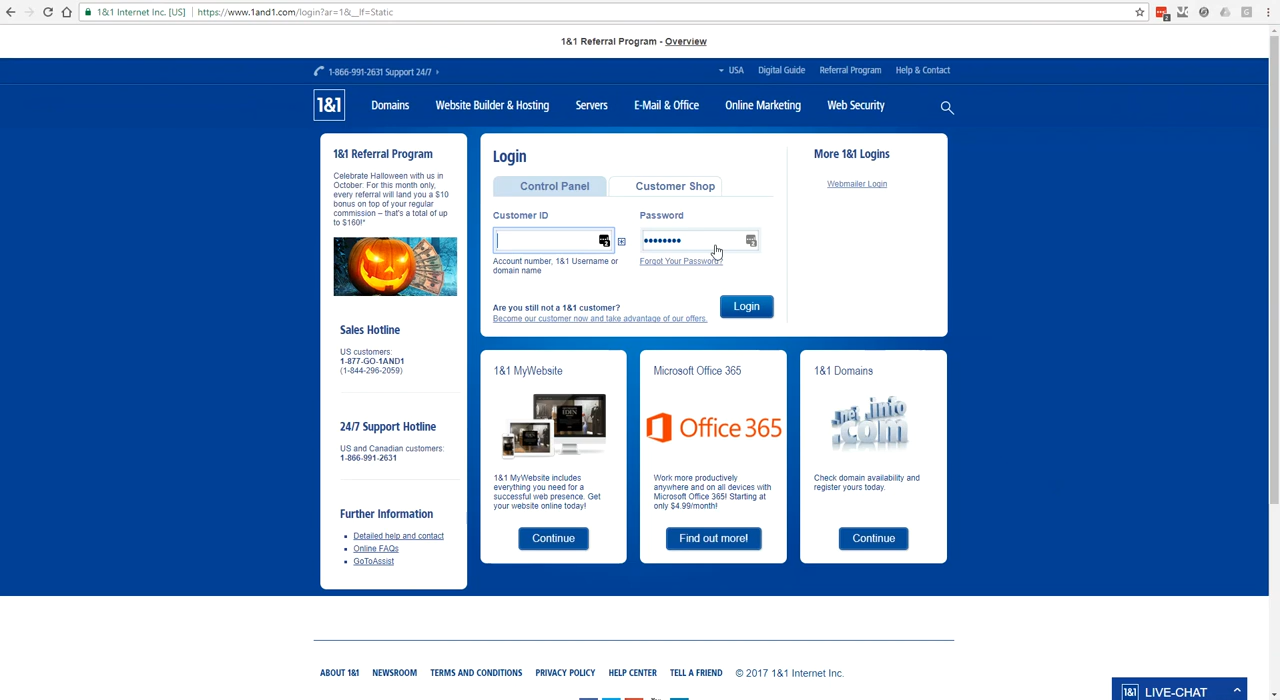 1&1 Internet Inc. [US]
https://www.1and1.com/login?ar=1&__lf=Static
2
1&1 Referral Program - Overview
1-866-991-2631 Support 24/7
USA
Digital Guide
Referral Program
Help & Contact
1&1
Domains
Website Builder & Hosting
Servers
E-Mail & Office
Online Marketing
Web Security
1&1 Referral Program
Celebrate Halloween with us in
October: For this month only,
every referral will land you a $10
bonus on top of your regular
commission – that's a total of up
to $160!*
Sales Hotline
US customers:
1-877-GO-1AND1
(1-844-296-2059)
24/7 Support Hotline
US and Canadian customers:
1-866-991-2631
Further Information
Detailed help and contact
Online FAQs
GoToAssist
Login
Control Panel
Customer Shop
Customer ID
Password
Account number, 1&1 Username or
domain name
Forgot Your Password?
Are you still not a 1&1 customer?
Become our customer now and take advantage of our offers.
Login
More 1&1 Logins
Webmailer Login
1&1 MyWebsite
EDEN
1&1 MyWebsite includes
everything you need for a
successful web presence. Get
your website online today!
Continue
Microsoft Office 365
Office 365
Work more productively
anywhere and on all devices with
Microsoft Office 365! Starting at
only $4.99/month!
Find out more!
1&1 Domains
.net .info
.com
Check domain availability and
register yours today.
Continue
ABOUT 1&1
NEWSROOM
TERMS AND CONDITIONS
PRIVACY POLICY
HELP CENTER
TELL A FRIEND
© 2017 1&1 Internet Inc.
1&1 LIVE-CHAT